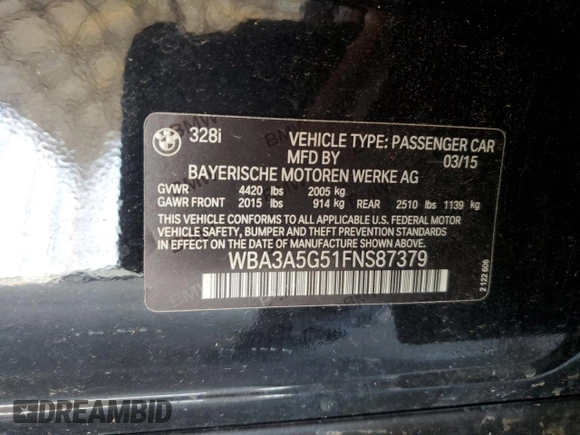 328i
VEHICLE TYPE: PASSENGER CAR
MFD BY 03/15
BAYERISCHE MOTOREN WERKE AG
GVWR 4420 lbs 2005 kg
GAWR FRONT 2015 lbs 914 kg REAR 2510 lbs 1139 kg
THIS VEHICLE CONFORMS TO ALL APPLICABLE U.S. FEDERAL MOTOR
VEHICLE SAFETY, BUMPER, AND THEFT PREVENTION STANDARDS
IN EFFECT ON THE DATE OF MANUFACTURE SHOWN ABOVE.
WBA3A5G51FNS87379
2 122 606
DREAMBID